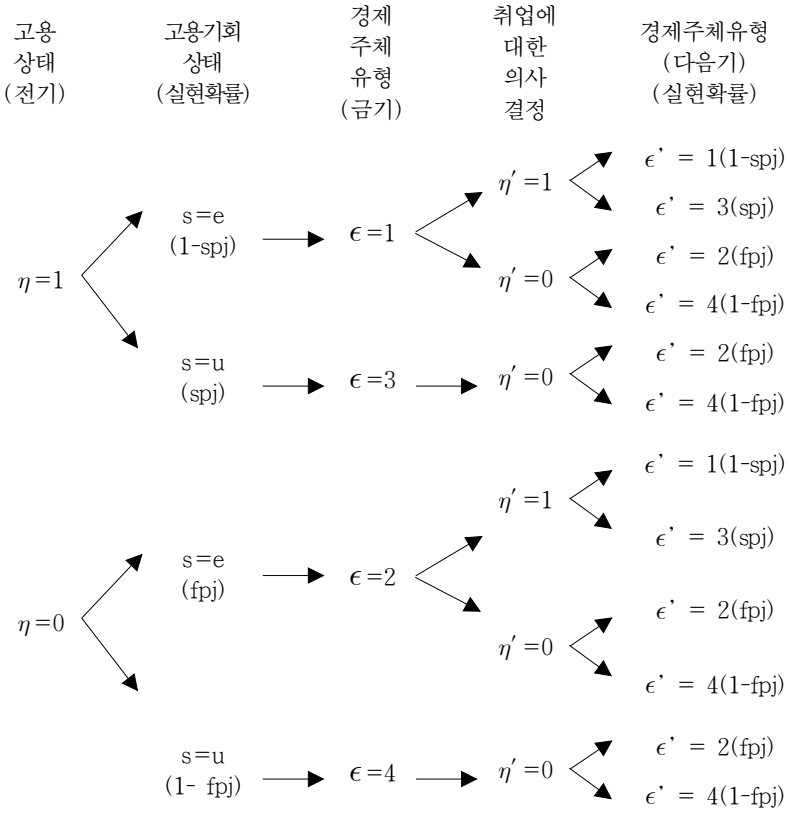 고용
상태
(전기)
고용기회
상태
(실현확률)
경제
주체
유형
(금기)
취업에
대한
의사
결정
경제주체유형
(다음기)
(실현확률)
η=1
s=e
(1-spj)
ϵ=1
η′=1
ϵ' = 1(1-spj)
ϵ' = 3(spj)
η′=0
ϵ' = 2(fpj)
ϵ' = 4(1-fpj)
s=u
(spj)
ϵ=3
η′=0
ϵ' = 2(fpj)
ϵ' = 4(1-fpj)
η=0
s=e
(fpj)
ϵ=2
η′=1
ϵ' = 1(1-spj)
ϵ' = 3(spj)
η′=0
ϵ' = 2(fpj)
ϵ' = 4(1-fpj)
s=u
(1- fpj)
ϵ=4
η′=0
ϵ' = 2(fpj)
ϵ' = 4(1-fpj)